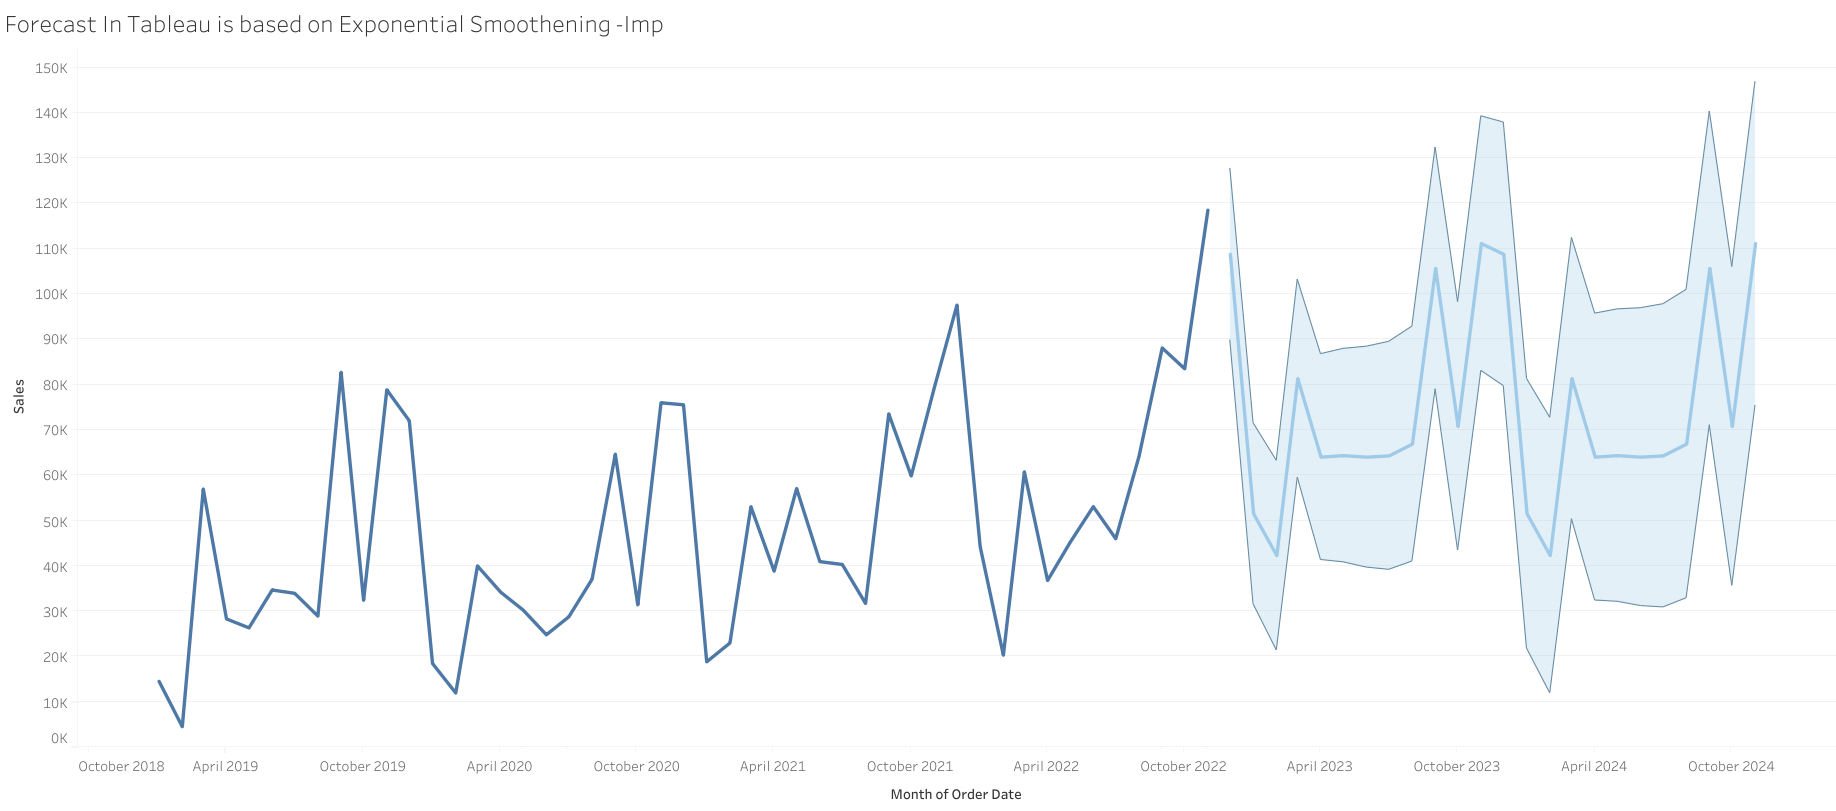 Forecast In Tableau is based on Exponential Smoothening -Imp
150K
140K
130K
120K
110K
100K
90K
80K
70K
60K
50K
40K
30K
20K
10K
0K
Sales
October 2018 April 2019 October 2019 April 2020 October 2020 April 2021 October 2021 April 2022 October 2022 April 2023 October 2023 April 2024 October 2024
Month of Order Date